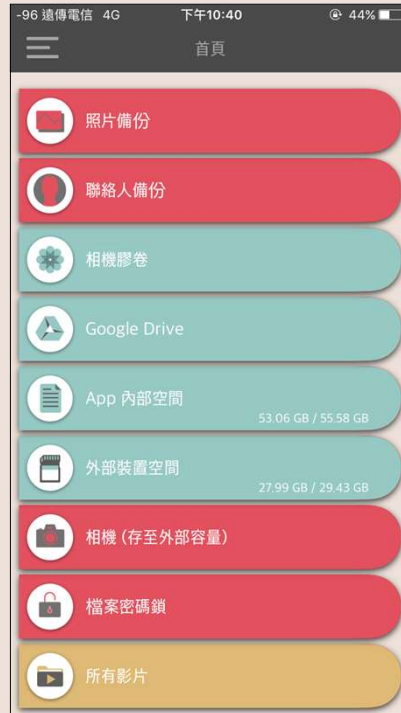 -96 遠傳電信 4G 下午10:40 44%
首頁
照片備份
聯絡人備份
相機膠卷
Google Drive
App 內部空間
53.06 GB / 55.58 GB
外部裝置空間
27.99 GB / 29.43 GB
相機 (存至外部容量)
檔案密碼鎖
所有影片